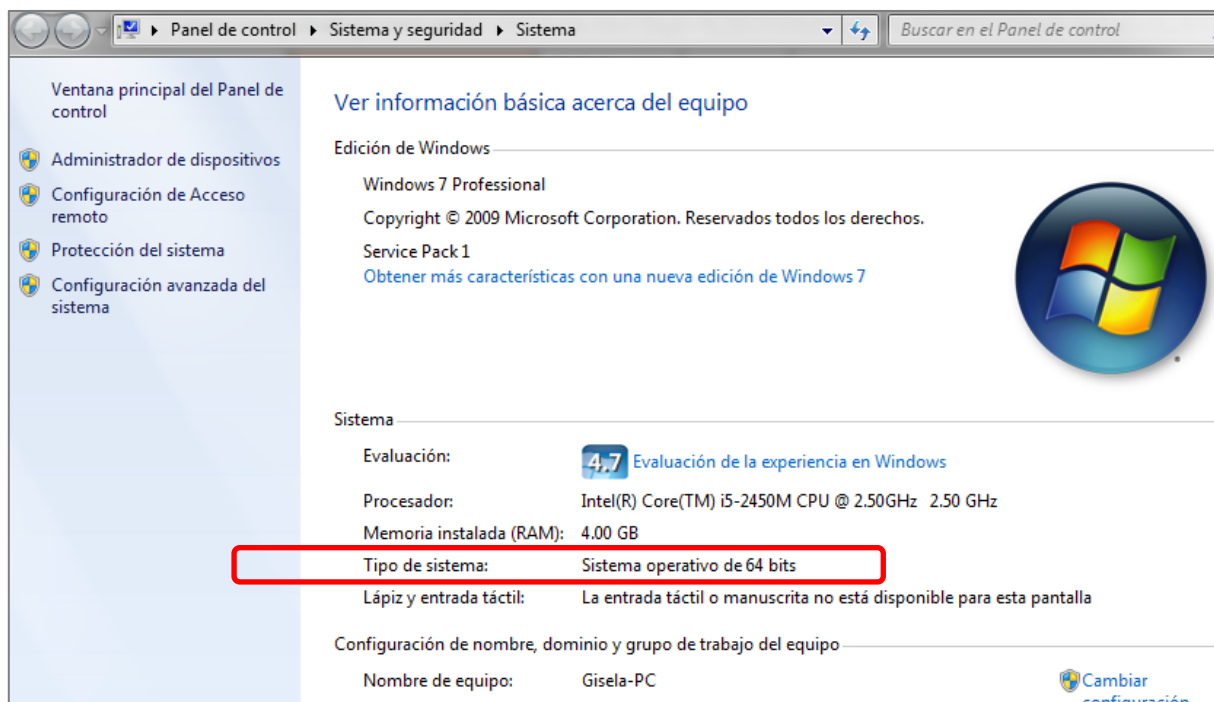 Panel de control Sistema y seguridad Sistema
Buscar en el Panel de control
Ventana principal del Panel de
control
Administrador de dispositivos
Configuración de Acceso
remoto
Protección del sistema
Configuración avanzada del
sistema
Ver información básica acerca del equipo
Edición de Windows
Windows 7 Professional
Copyright © 2009 Microsoft Corporation. Reservados todos los derechos.
Service Pack 1
Obtener más características con una nueva edición de Windows 7
Sistema
Evaluación: 4.7 Evaluación de la experiencia en Windows
Procesador: Intel(R) Core(TM) i5-2450M CPU @ 2.50GHz 2.50 GHz
Memoria instalada (RAM): 4.00 GB
Tipo de sistema: Sistema operativo de 64 bits
Lápiz y entrada táctil: La entrada táctil o manuscrita no está disponible para esta pantalla
Configuración de nombre, dominio y grupo de trabajo del equipo
Nombre de equipo: Gisela-PC
Cambiar
configuración